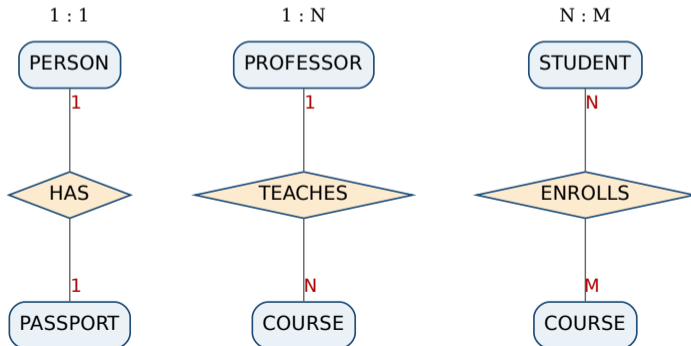 1 : 1
1 : N
N : M
PERSON
PROFESSOR
STUDENT
1
1
N
HAS
TEACHES
ENROLLS
1
N
M
PASSPORT
COURSE
COURSE